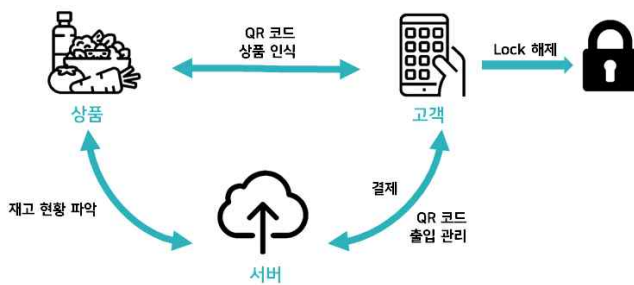 QR 코드
상품 인식
Lock 해제
상품
고객
재고 현황 파악
결제
QR 코드
출입 관리
서버